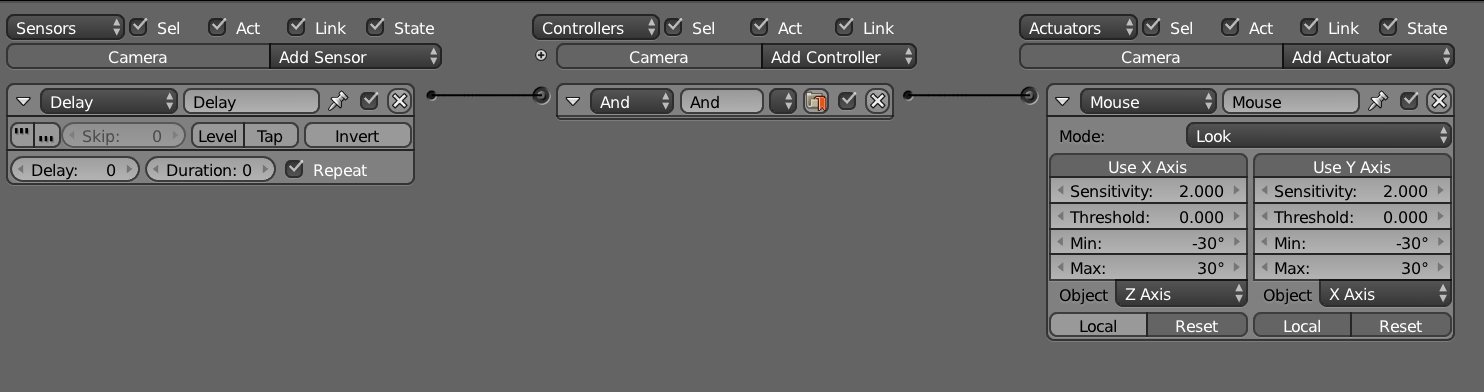 Sensors Sel Act Link State Controllers Sel Act Link Actuators Sel Act Link State
Camera Add Sensor Camera Add Controller Camera Add Actuator
Delay Delay And And Mouse Mouse
Skip: 0 Level Tap Invert Mode: Look
Delay: 0 Duration: 0 Repeat Use X Axis Use Y Axis
Sensitivity: 2.000 Sensitivity: 2.000
Threshold: 0.000 Threshold: 0.000
Min: -30° Min: -30°
Max: 30° Max: 30°
Object Z Axis Object X Axis
Local Reset Local Reset